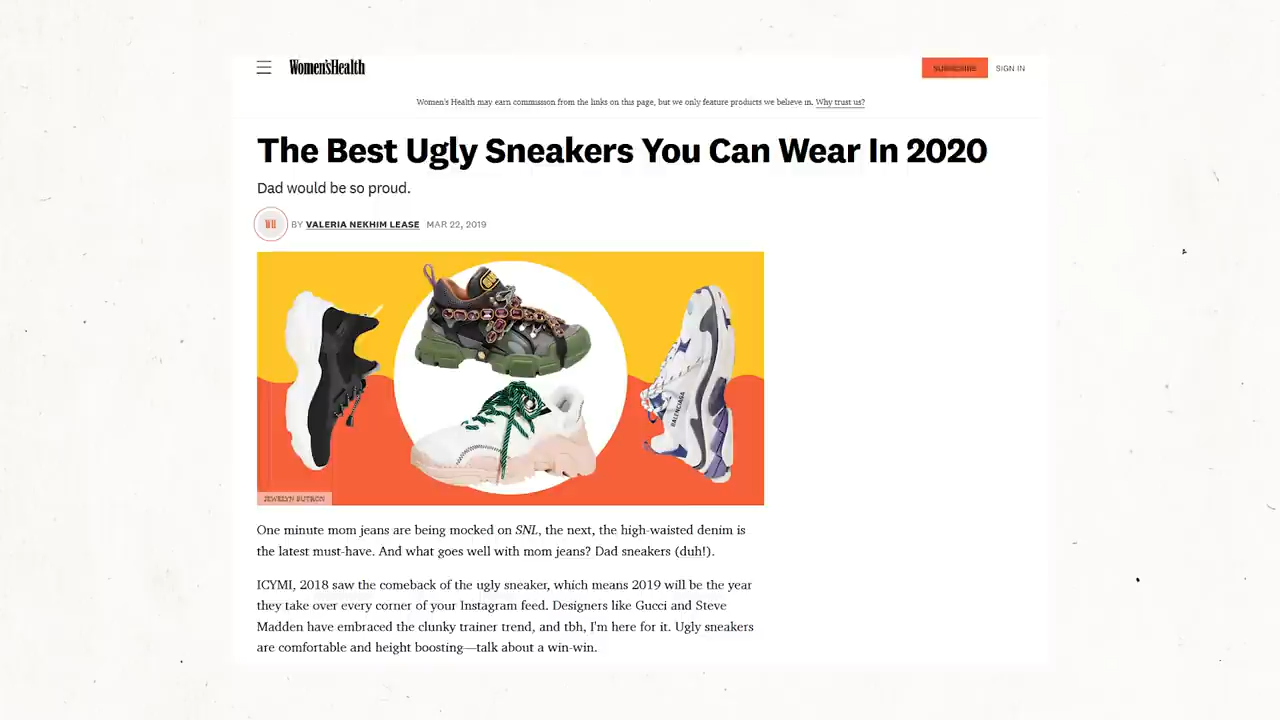 Women'sHealth
SUBSCRIBE
SIGN IN
Women's Health may earn commission from the links on this page, but we only feature products we believe in. Why trust us?
The Best Ugly Sneakers You Can Wear In 2020
Dad would be so proud.
WH
BY VALERIA NEKHIM LEASE MAR 22, 2019
BALENCIAGA
JEWELYN BUTRON
One minute mom jeans are being mocked on SNL, the next, the high-waisted denim is
the latest must-have. And what goes well with mom jeans? Dad sneakers (duh!).
ICYMI, 2018 saw the comeback of the ugly sneaker, which means 2019 will be the year
they take over every corner of your Instagram feed. Designers like Gucci and Steve
Madden have embraced the clunky trainer trend, and tbh, I'm here for it. Ugly sneakers
are comfortable and height boosting—talk about a win-win.